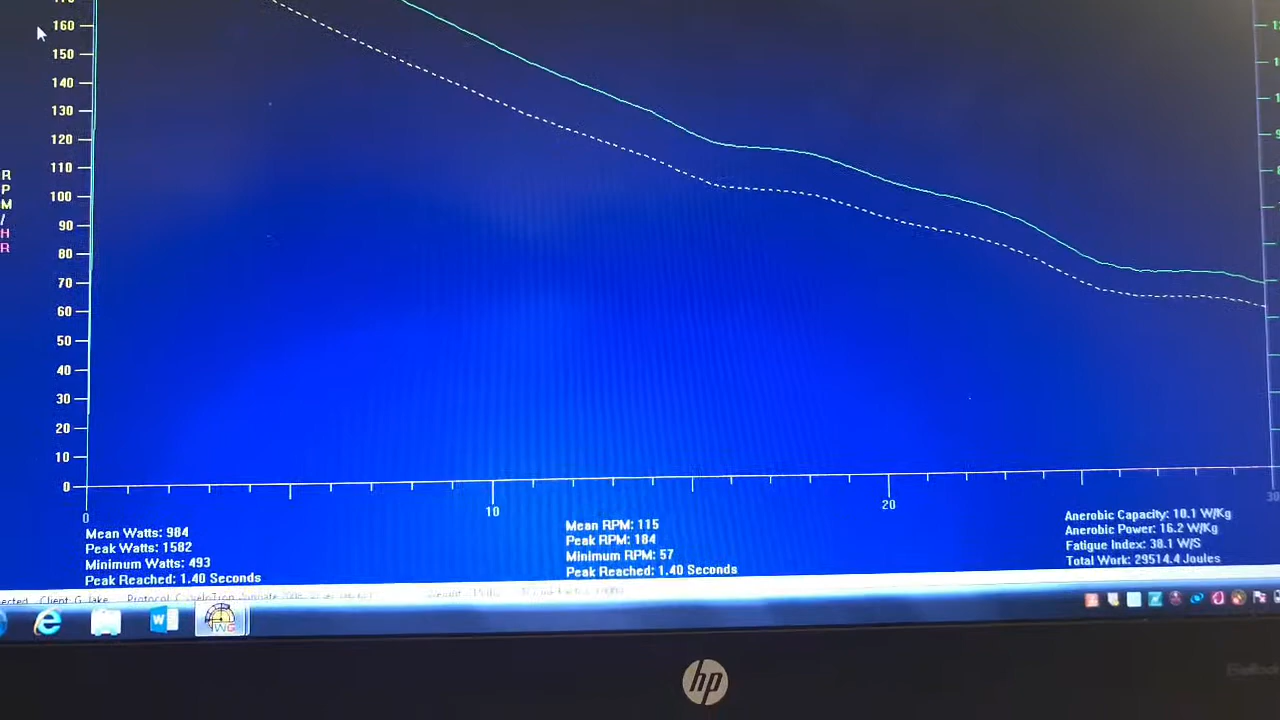 160
150
140
130
120
110
100
90
80
70
60
50
40
30
20
10
0
R
P
M
/
H
R
0
10
20
30
Mean Watts: 984
Peak Watts: 1582
Minimum Watts: 493
Peak Reached: 1.40 Seconds
Mean RPM: 115
Peak RPM: 184
Minimum RPM: 57
Peak Reached: 1.40 Seconds
Anerobic Capacity: 10.1 W/Kg
Anerobic Power: 16.2 W/Kg
Fatigue Index: 38.1 W/S
Total Work: 29514.4 Joules
Client G, Jake
W
WG
hp